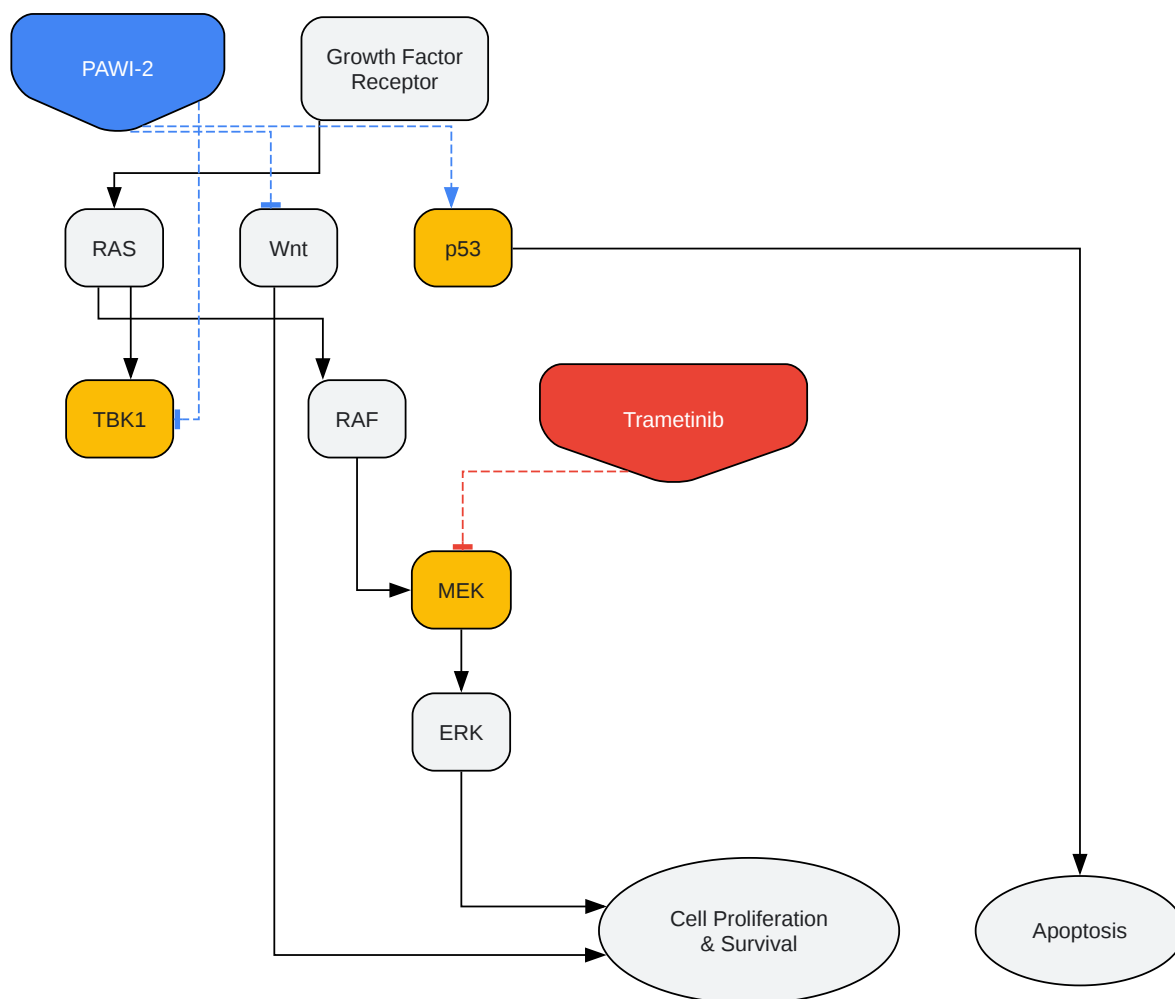 PAWI-2
Growth Factor
Receptor
RAS
Wnt
p53
TBK1
RAF
Trametinib
MEK
ERK
Cell Proliferation
& Survival
Apoptosis